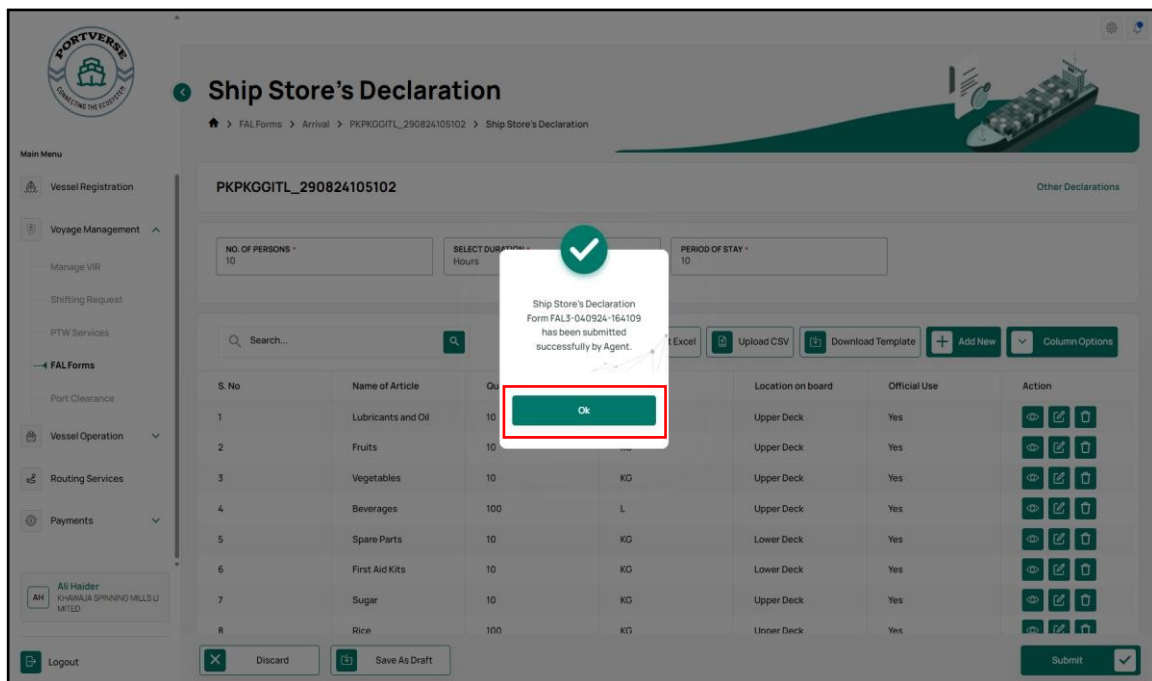 PORTVERSE
CONNECTING THE ECOSYSTEM
Main Menu
Vessel Registration
Voyage Management
Manage VIR
Shifting Request
PTW Services
FAL Forms
Port Clearance
Vessel Operation
Routing Services
Payments
AH
Ali Haider
KHAWAJA SPINNING MILLS LI
MITED
Logout
Ship Store's Declaration
> FAL Forms > Arrival > PKPKGGITL_290824105102 > Ship Store's Declaration
PKPKGGITL_290824105102
Other Declarations
NO. OF PERSONS *
10
SELECT DURATION *
Hours
PERIOD OF STAY *
10
Ship Store's Declaration
Form FAL3-040924-164109
has been submitted
successfully by Agent.
Ok
Search...
t Excel
Upload CSV
Download Template
Add New
Column Options
S. No Name of Article Qu Location on board Official Use Action
1 Lubricants and Oil 10 Upper Deck Yes
2 Fruits 10 KG Upper Deck Yes
3 Vegetables 10 KG Upper Deck Yes
4 Beverages 100 L Upper Deck Yes
5 Spare Parts 10 KG Lower Deck Yes
6 First Aid Kits 10 KG Lower Deck Yes
7 Sugar 10 KG Upper Deck Yes
8 Rice 100 KG Upper Deck Yes
Discard
Save As Draft
Submit